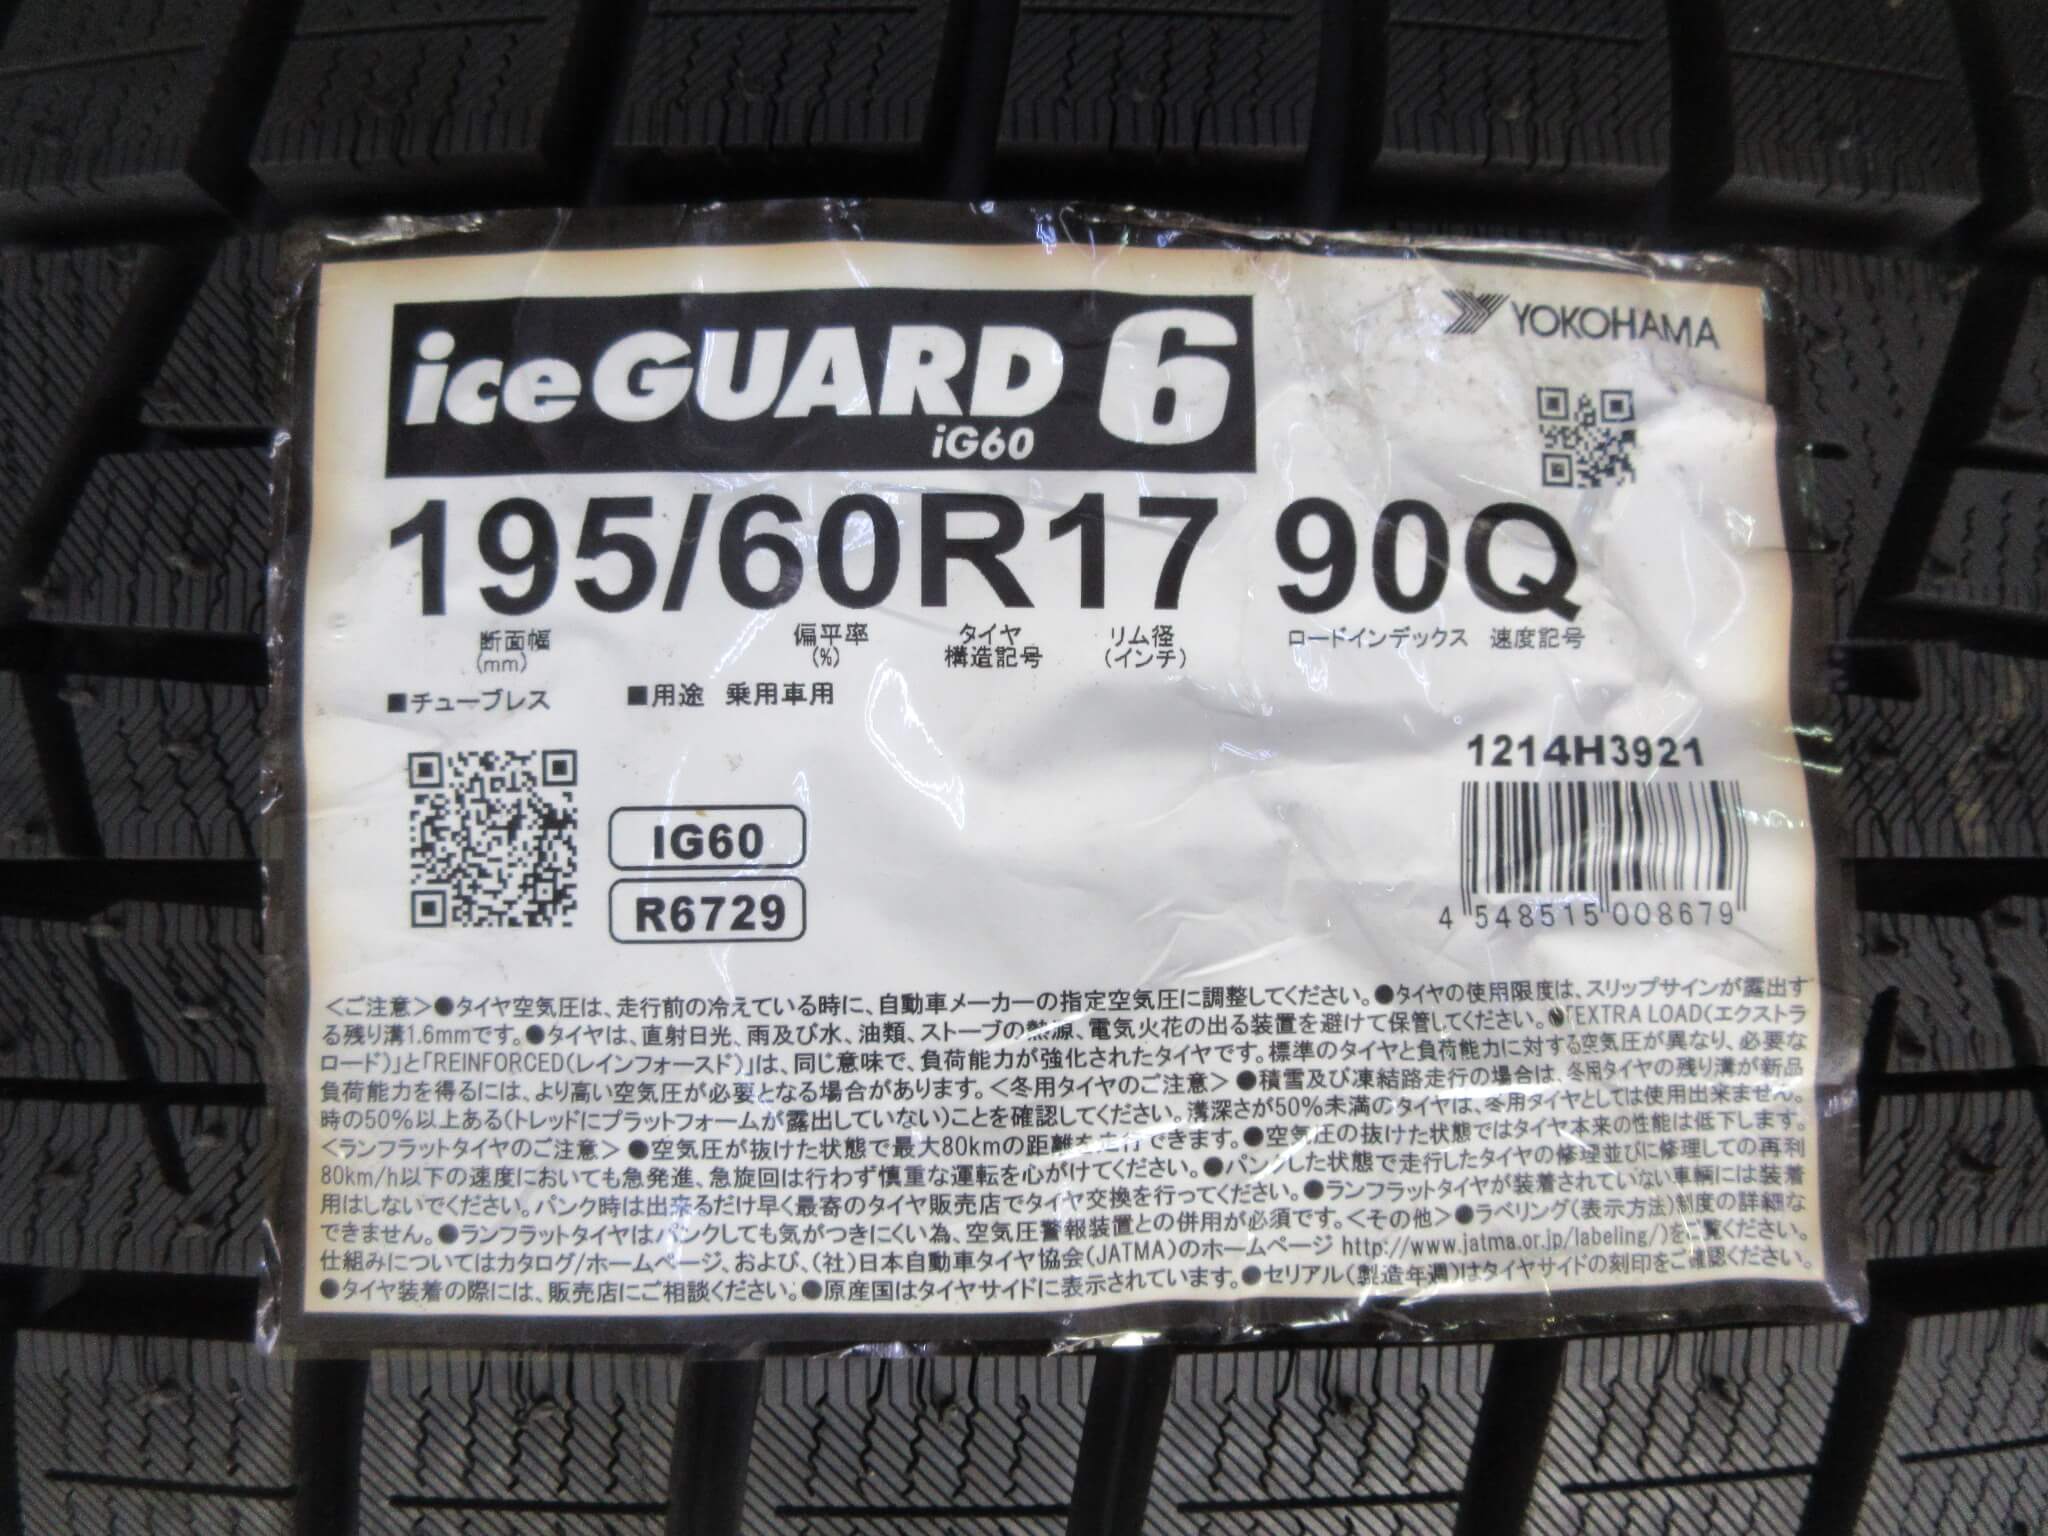 iceGUARD 6
iG60
YOKOHAMA
195/60R17 90Q
断面幅 (mm) 偏平率 (%) タイヤ構造記号 リム径 (インチ) ロードインデックス 速度記号
■チューブレス ■用途 乗用車用
1214H3921
IG60
R6729
4 548515 008679
<ご注意>●タイヤ空気圧は、走行前の冷えている時に、自動車メーカーの指定空気圧に調整してください。●タイヤの使用限度は、スリップサインが露出す
る残り溝1.6mmです。●タイヤは、直射日光、雨及び水、油類、ストーブの熱源、電気火花の出る装置を避けて保管してください。●「EXTRA LOAD(エクストラ
ロード)」と「REINFORCED(レインフォースド)」は、同じ意味で、負荷能力が強化されたタイヤです。標準のタイヤと負荷能力に対する空気圧が異なり、必要な
負荷能力を得るには、より高い空気圧が必要となる場合があります。<冬用タイヤのご注意>●積雪及び凍結路走行の場合は、冬用タイヤの残り溝が新品
時の50%以上ある(トレッドにプラットフォームが露出していない)ことを確認してください。溝深さが50%未満のタイヤは、冬用タイヤとしては使用出来ません。
<ランフラットタイヤのご注意>●空気圧が抜けた状態で最大80kmの距離を走行できます。●空気圧の抜けた状態ではタイヤ本来の性能は低下します。
80km/h以下の速度においても急発進、急旋回は行わず慎重な運転を心がけてください。●パンクした状態で走行したタイヤの修理並びに修理しての再利
用はしないでください。パンク時は出来るだけ早く最寄のタイヤ販売店でタイヤ交換を行ってください。●ランフラットタイヤが装着されていない車輌には装着
できません。●ランフラットタイヤはパンクしても気がつきにくい為、空気圧警報装置との併用が必須です。<その他>●ラベリング(表示方法)制度の詳細な
仕組みについてはカタログ/ホームページ、および、(社)日本自動車タイヤ協会(JATMA)のホームページ http://www.jatma.or.jp/labeling/)をご覧ください。
●タイヤ装着の際には、販売店にご相談ください。●原産国はタイヤサイドに表示されています。●セリアル(製造年週)はタイヤサイドの刻印をご確認ください。